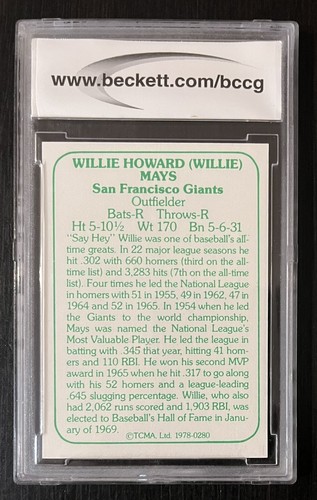 www.beckett.com/bccg
WILLIE HOWARD (WILLIE)
MAYS
San Francisco Giants
Outfielder
Bats-R Throws-R
Ht 5-10½ Wt 170 Bn 5-6-31
"Say Hey" Willie was one of baseball's all-
time greats. In 22 major league seasons he
hit .302 with 660 homers (third on the all-
time list) and 3,283 hits (7th on the all-time
list). Four times he led the National League
in homers with 51 in 1955, 49 in 1962, 47 in
1964 and 52 in 1965. In 1954 when he led
the Giants to the world championship,
Mays was named the National League's
Most Valuable Player. He led the league in
batting with .345 that year, hitting 41 hom-
ers and 110 RBI. He won his second MVP
award in 1965 when he hit .317 to go along
with his 52 homers and a league-leading
.645 slugging percentage. Willie, who also
had 2,062 runs scored and 1,903 RBI, was
elected to Baseball's Hall of Fame in Janu-
ary of 1969.
©TCMA, Ltd. 1978-0280